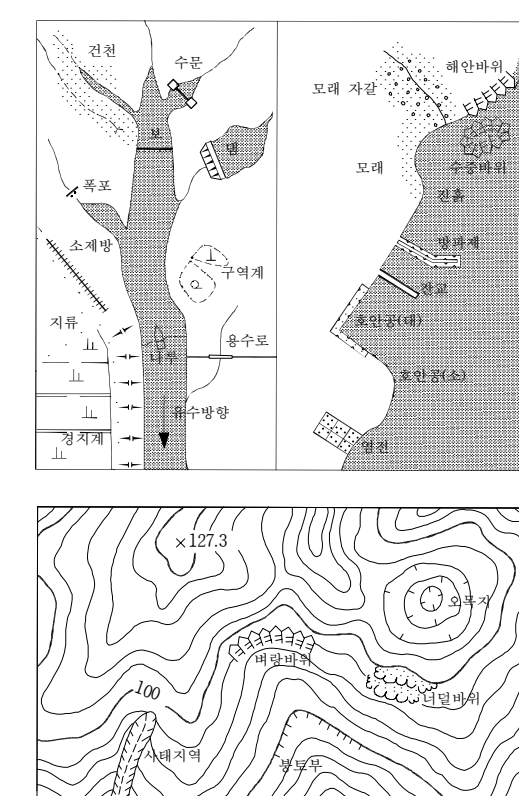 건천
수문
보
댐
폭포
소제방
구역계
지류
용수로
나루
유수방향
경지계
해안바위
모래 자갈
모래
수중바위
진흙
방파제
잔교
호안공(대)
호안공(소)
염전
×127.3
오목지
벼랑바위
너덜바위
100
사태지역
붕토부